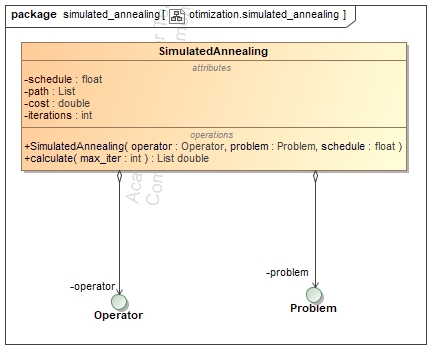 package simulated_annealing[ otimization.simulated_annealing ]
SimulatedAnnealing
attributes
-schedule : float
-path : List
-cost : double
-iterations : int
operations
+SimulatedAnnealing( operator : Operator, problem : Problem, schedule : float )
+calculate( max_iter : int ) : List double
-operator
-problem
Operator
Problem